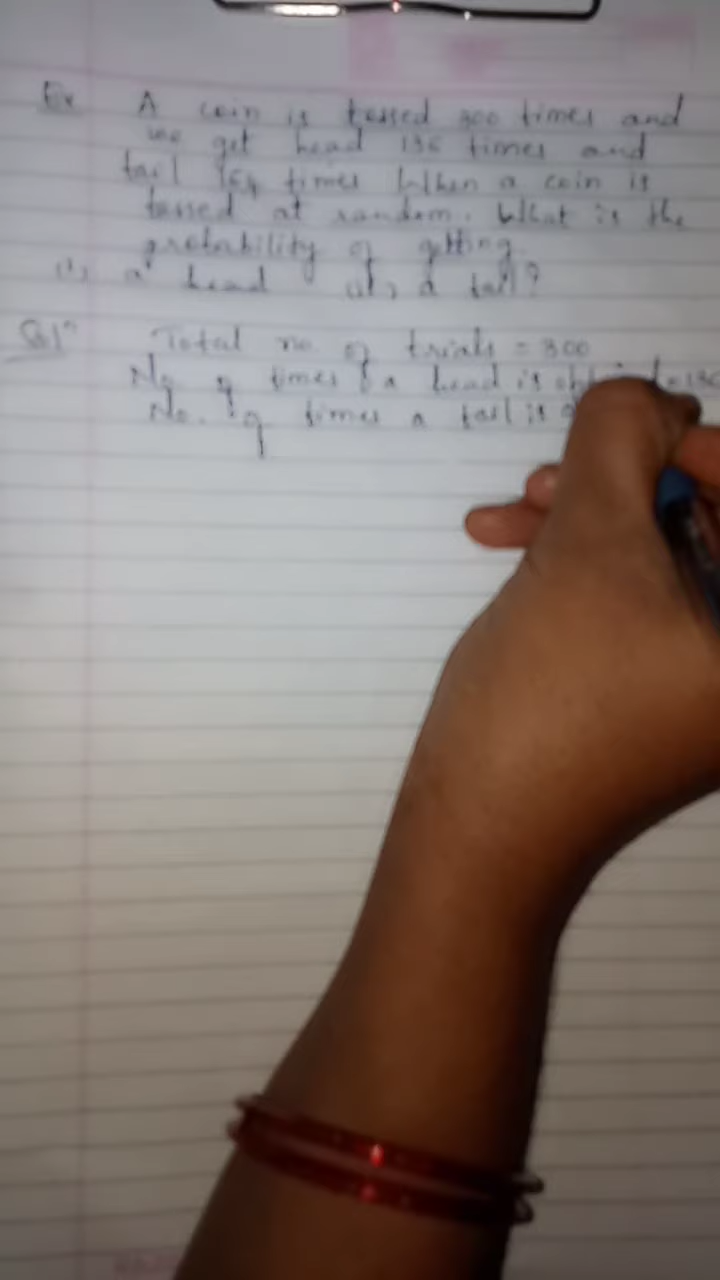 Ex A coin is tossed 300 times and
we get head 136 times and
tail 164 times When a coin is
tossed at random. What is the
probability of getting
(i) a head (ii) a tail?
Solⁿ Total no. of trials = 300
No. of times a head is = 136
No. of times a tail is